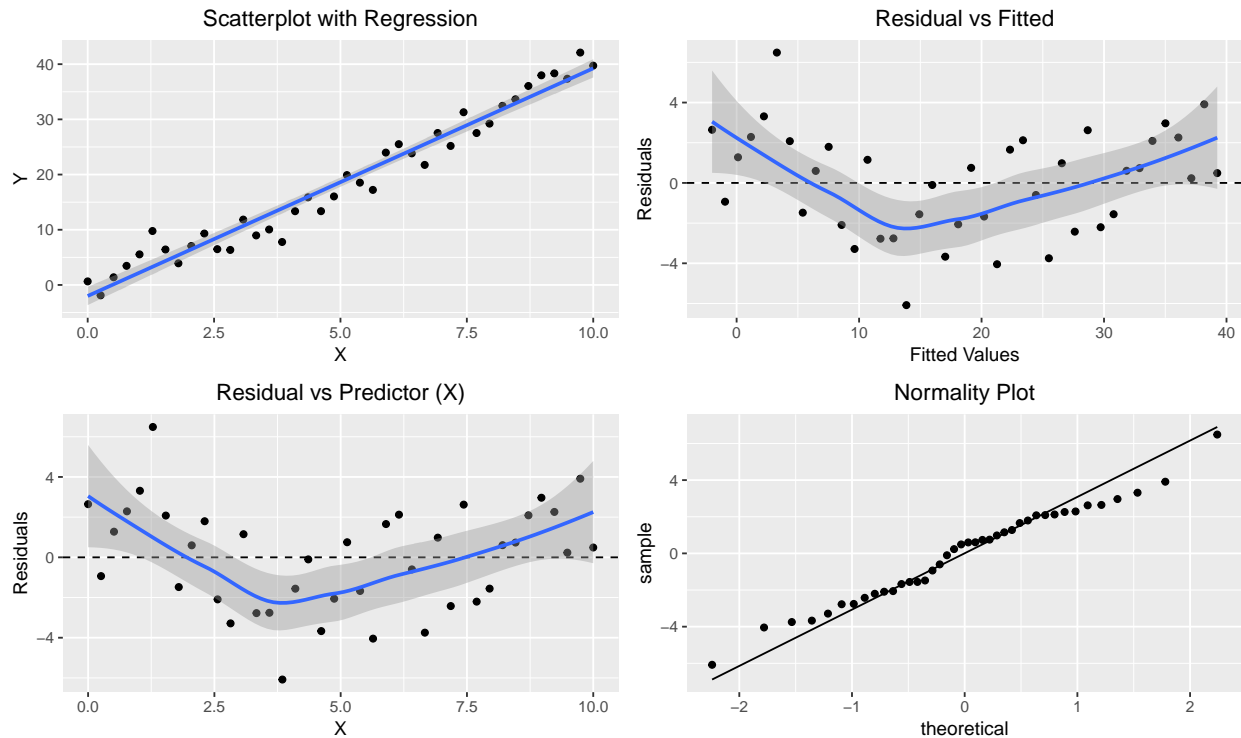 Scatterplot with Regression
Y
40
30
20
10
0
0.0 2.5 5.0 7.5 10.0
X
Residual vs Fitted
Residuals
4
0
−4
0 10 20 30 40
Fitted Values
Residual vs Predictor (X)
Residuals
4
0
−4
0.0 2.5 5.0 7.5 10.0
X
Normality Plot
sample
4
0
−4
−2 −1 0 1 2
theoretical